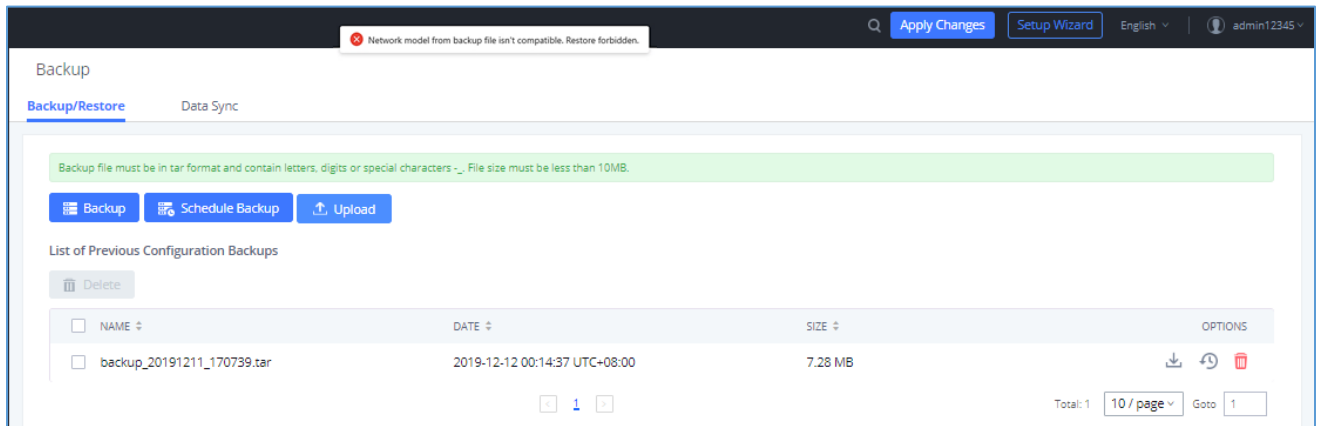 Apply Changes Setup Wizard English admin12345
Network model from backup file isn't compatible. Restore forbidden.
Backup
Backup/Restore Data Sync
Backup file must be in tar format and contain letters, digits or special characters -_. File size must be less than 10MB.
Backup Schedule Backup Upload
List of Previous Configuration Backups
Delete
NAME DATE SIZE OPTIONS
backup_20191211_170739.tar 2019-12-12 00:14:37 UTC+08:00 7.28 MB
< 1 > Total: 1 10 / page Goto 1